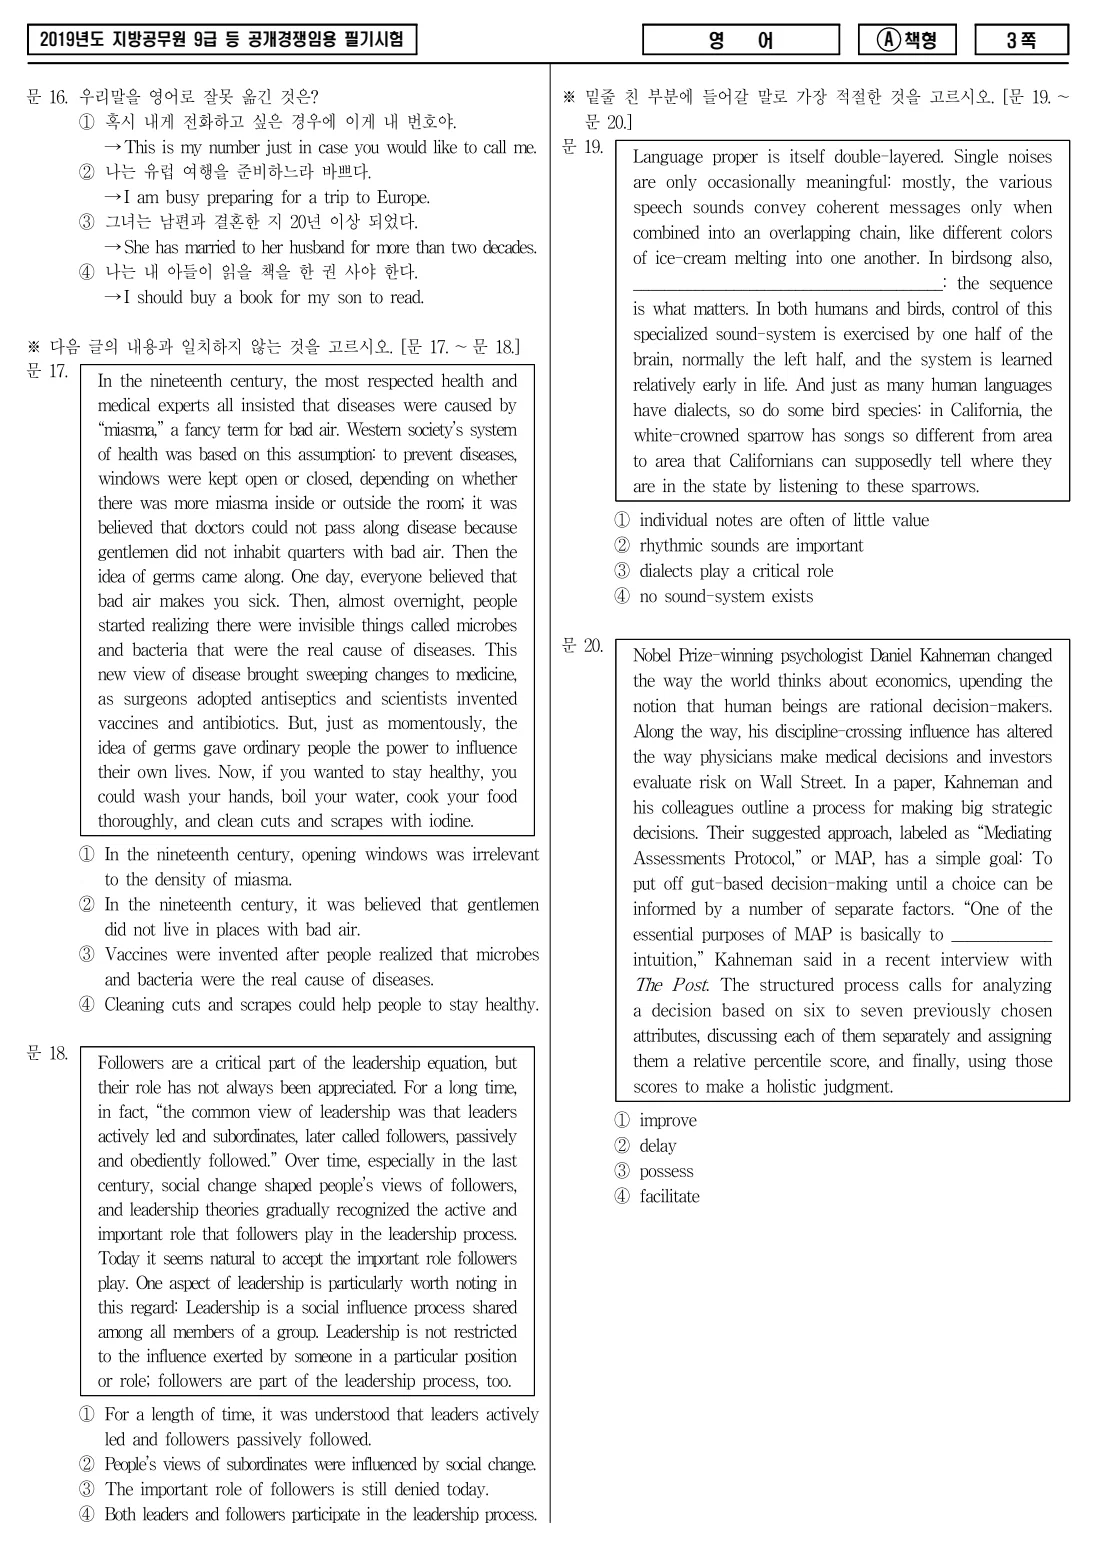 2019년도 지방공무원 9급 등 공개경쟁임용 필기시험
영 어
Ⓐ책형
3쪽
문 16. 우리말을 영어로 잘못 옮긴 것은?
① 혹시 내게 전화하고 싶은 경우에 이게 내 번호야.
→This is my number just in case you would like to call me.
② 나는 유럽 여행을 준비하느라 바쁘다.
→I am busy preparing for a trip to Europe.
③ 그녀는 남편과 결혼한 지 20년 이상 되었다.
→She has married to her husband for more than two decades.
④ 나는 내 아들이 읽을 책을 한 권 사야 한다.
→I should buy a book for my son to read.
※ 다음 글의 내용과 일치하지 않는 것을 고르시오. [문 17. ~ 문 18.]
문 17.
In the nineteenth century, the most respected health and
medical experts all insisted that diseases were caused by
“miasma,” a fancy term for bad air. Western society’s system
of health was based on this assumption: to prevent diseases,
windows were kept open or closed, depending on whether
there was more miasma inside or outside the room; it was
believed that doctors could not pass along disease because
gentlemen did not inhabit quarters with bad air. Then the
idea of germs came along. One day, everyone believed that
bad air makes you sick. Then, almost overnight, people
started realizing there were invisible things called microbes
and bacteria that were the real cause of diseases. This
new view of disease brought sweeping changes to medicine,
as surgeons adopted antiseptics and scientists invented
vaccines and antibiotics. But, just as momentously, the
idea of germs gave ordinary people the power to influence
their own lives. Now, if you wanted to stay healthy, you
could wash your hands, boil your water, cook your food
thoroughly, and clean cuts and scrapes with iodine.
① In the nineteenth century, opening windows was irrelevant
to the density of miasma.
② In the nineteenth century, it was believed that gentlemen
did not live in places with bad air.
③ Vaccines were invented after people realized that microbes
and bacteria were the real cause of diseases.
④ Cleaning cuts and scrapes could help people to stay healthy.
문 18.
Followers are a critical part of the leadership equation, but
their role has not always been appreciated. For a long time,
in fact, “the common view of leadership was that leaders
actively led and subordinates, later called followers, passively
and obediently followed.” Over time, especially in the last
century, social change shaped people’s views of followers,
and leadership theories gradually recognized the active and
important role that followers play in the leadership process.
Today it seems natural to accept the important role followers
play. One aspect of leadership is particularly worth noting in
this regard: Leadership is a social influence process shared
among all members of a group. Leadership is not restricted
to the influence exerted by someone in a particular position
or role; followers are part of the leadership process, too.
① For a length of time, it was understood that leaders actively
led and followers passively followed.
② People’s views of subordinates were influenced by social change.
③ The important role of followers is still denied today.
④ Both leaders and followers participate in the leadership process.
※ 밑줄 친 부분에 들어갈 말로 가장 적절한 것을 고르시오. [문 19. ~
문 20.]
문 19.
Language proper is itself double-layered. Single noises
are only occasionally meaningful: mostly, the various
speech sounds convey coherent messages only when
combined into an overlapping chain, like different colors
of ice-cream melting into one another. In birdsong also,
____________________________________: the sequence
is what matters. In both humans and birds, control of this
specialized sound-system is exercised by one half of the
brain, normally the left half, and the system is learned
relatively early in life. And just as many human languages
have dialects, so do some bird species: in California, the
white-crowned sparrow has songs so different from area
to area that Californians can supposedly tell where they
are in the state by listening to these sparrows.
① individual notes are often of little value
② rhythmic sounds are important
③ dialects play a critical role
④ no sound-system exists
문 20.
Nobel Prize-winning psychologist Daniel Kahneman changed
the way the world thinks about economics, upending the
notion that human beings are rational decision-makers.
Along the way, his discipline-crossing influence has altered
the way physicians make medical decisions and investors
evaluate risk on Wall Street. In a paper, Kahneman and
his colleagues outline a process for making big strategic
decisions. Their suggested approach, labeled as “Mediating
Assessments Protocol,” or MAP, has a simple goal: To
put off gut-based decision-making until a choice can be
informed by a number of separate factors. “One of the
essential purposes of MAP is basically to ____________
intuition,” Kahneman said in a recent interview with
The Post. The structured process calls for analyzing
a decision based on six to seven previously chosen
attributes, discussing each of them separately and assigning
them a relative percentile score, and finally, using those
scores to make a holistic judgment.
① improve
② delay
③ possess
④ facilitate